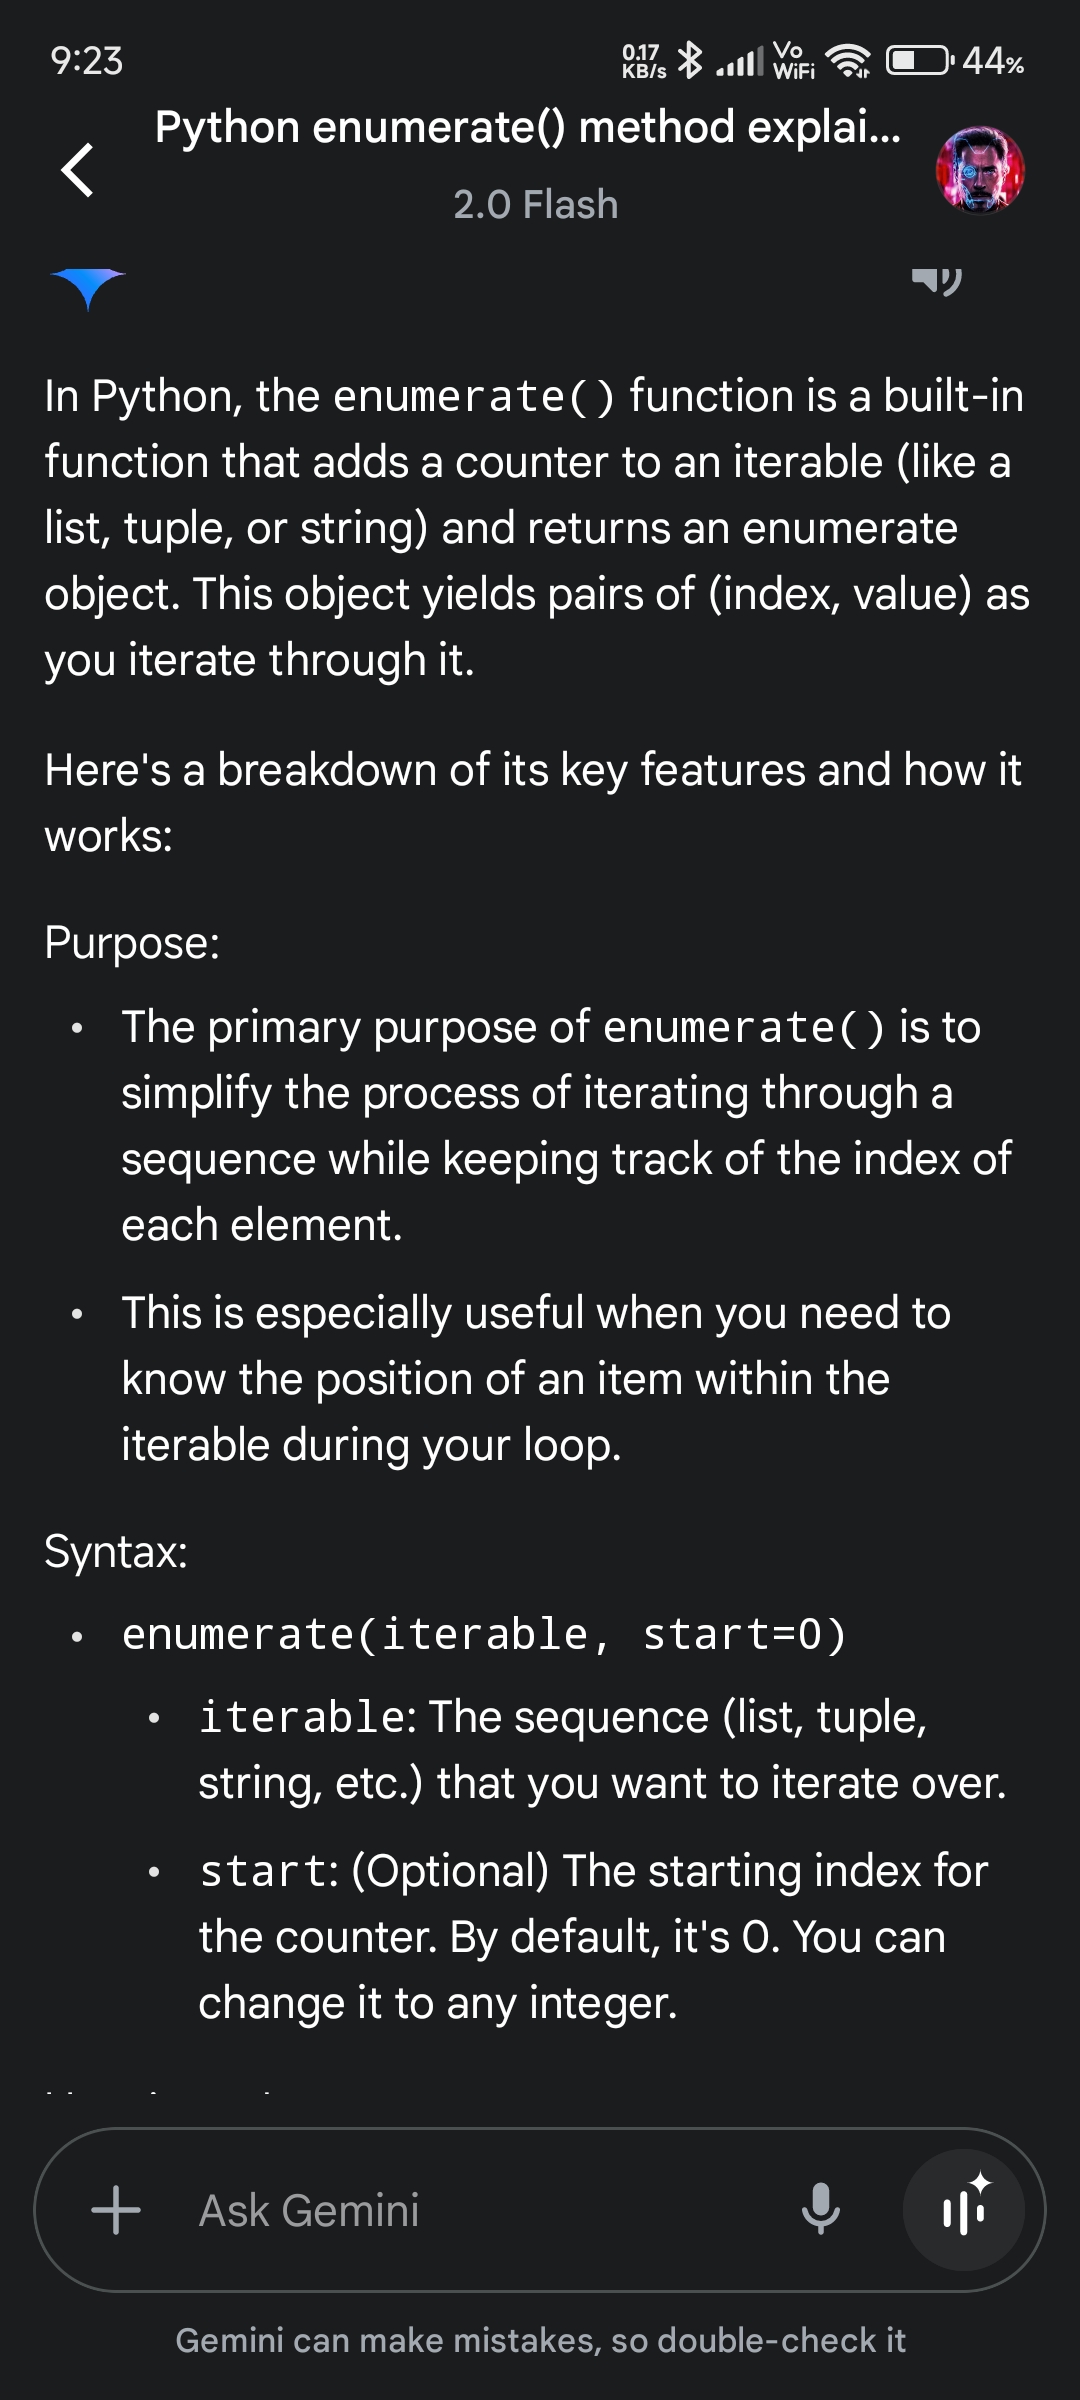 9:23
0.17
KB/s
Vo
WiFi
44%
Python enumerate() method explai...
2.0 Flash
In Python, the enumerate() function is a built-in
function that adds a counter to an iterable (like a
list, tuple, or string) and returns an enumerate
object. This object yields pairs of (index, value) as
you iterate through it.
Here's a breakdown of its key features and how it
works:
Purpose:
• The primary purpose of enumerate() is to
simplify the process of iterating through a
sequence while keeping track of the index of
each element.
• This is especially useful when you need to
know the position of an item within the
iterable during your loop.
Syntax:
• enumerate(iterable, start=0)
• iterable: The sequence (list, tuple,
string, etc.) that you want to iterate over.
• start: (Optional) The starting index for
the counter. By default, it's 0. You can
change it to any integer.
Ask Gemini
Gemini can make mistakes, so double-check it